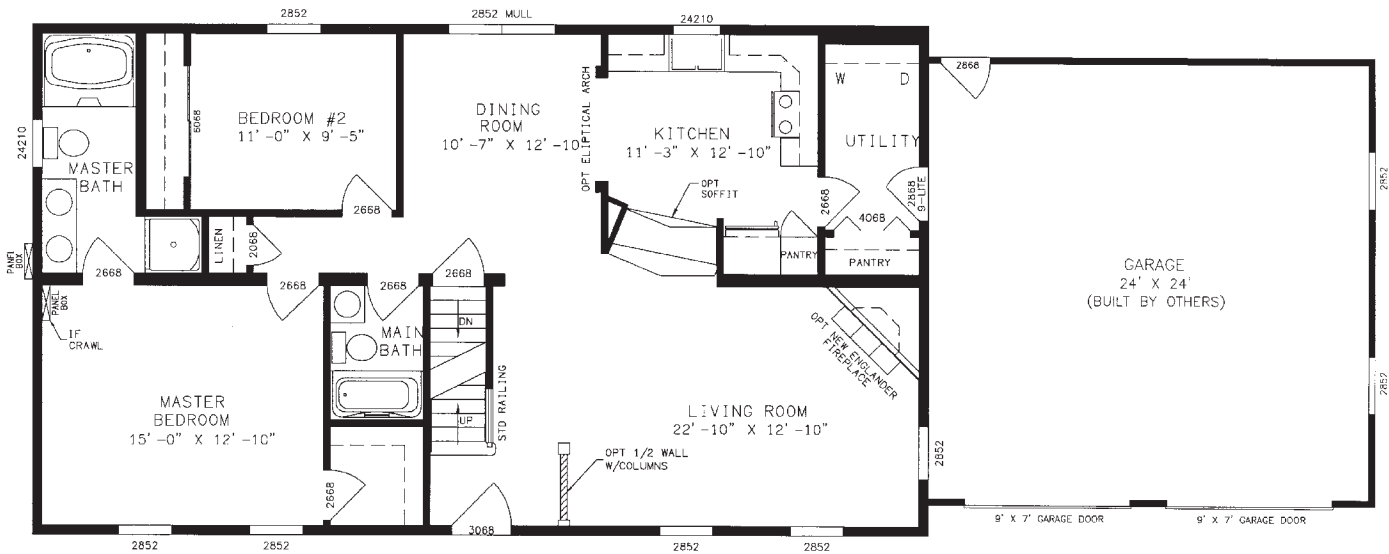 2852
2852 MULL
24210
2868
24210
BEDROOM #2
11'-0" X 9'-5"
6068
DINING
ROOM
10'-7" X 12'-10
OPT ELIPTICAL ARCH
KITCHEN
11'-3" X 12'-10"
W D
UTILITY
MASTER
BATH
OPT
SOFFIT
2668
2868
9-LITE
2852
2668
4068
LINEN
2068
PANTRY
PANTRY
PANEL
BOX
2668
2668
2668
2668
GARAGE
24' X 24'
(BUILT BY OTHERS)
PANEL
BOX
IF
CRAWL
DN
MAIN
BATH
OPT NEW ENGLANDER
FIREPLACE
MASTER
BEDROOM
15'-0" X 12'-10"
UP
STD RAILING
LIVING ROOM
22'-10" X 12'-10"
2852
OPT 1/2 WALL
W/COLUMNS
2852
2668
3068
2852
2852
2852
2852
9' X 7' GARAGE DOOR
9' X 7' GARAGE DOOR